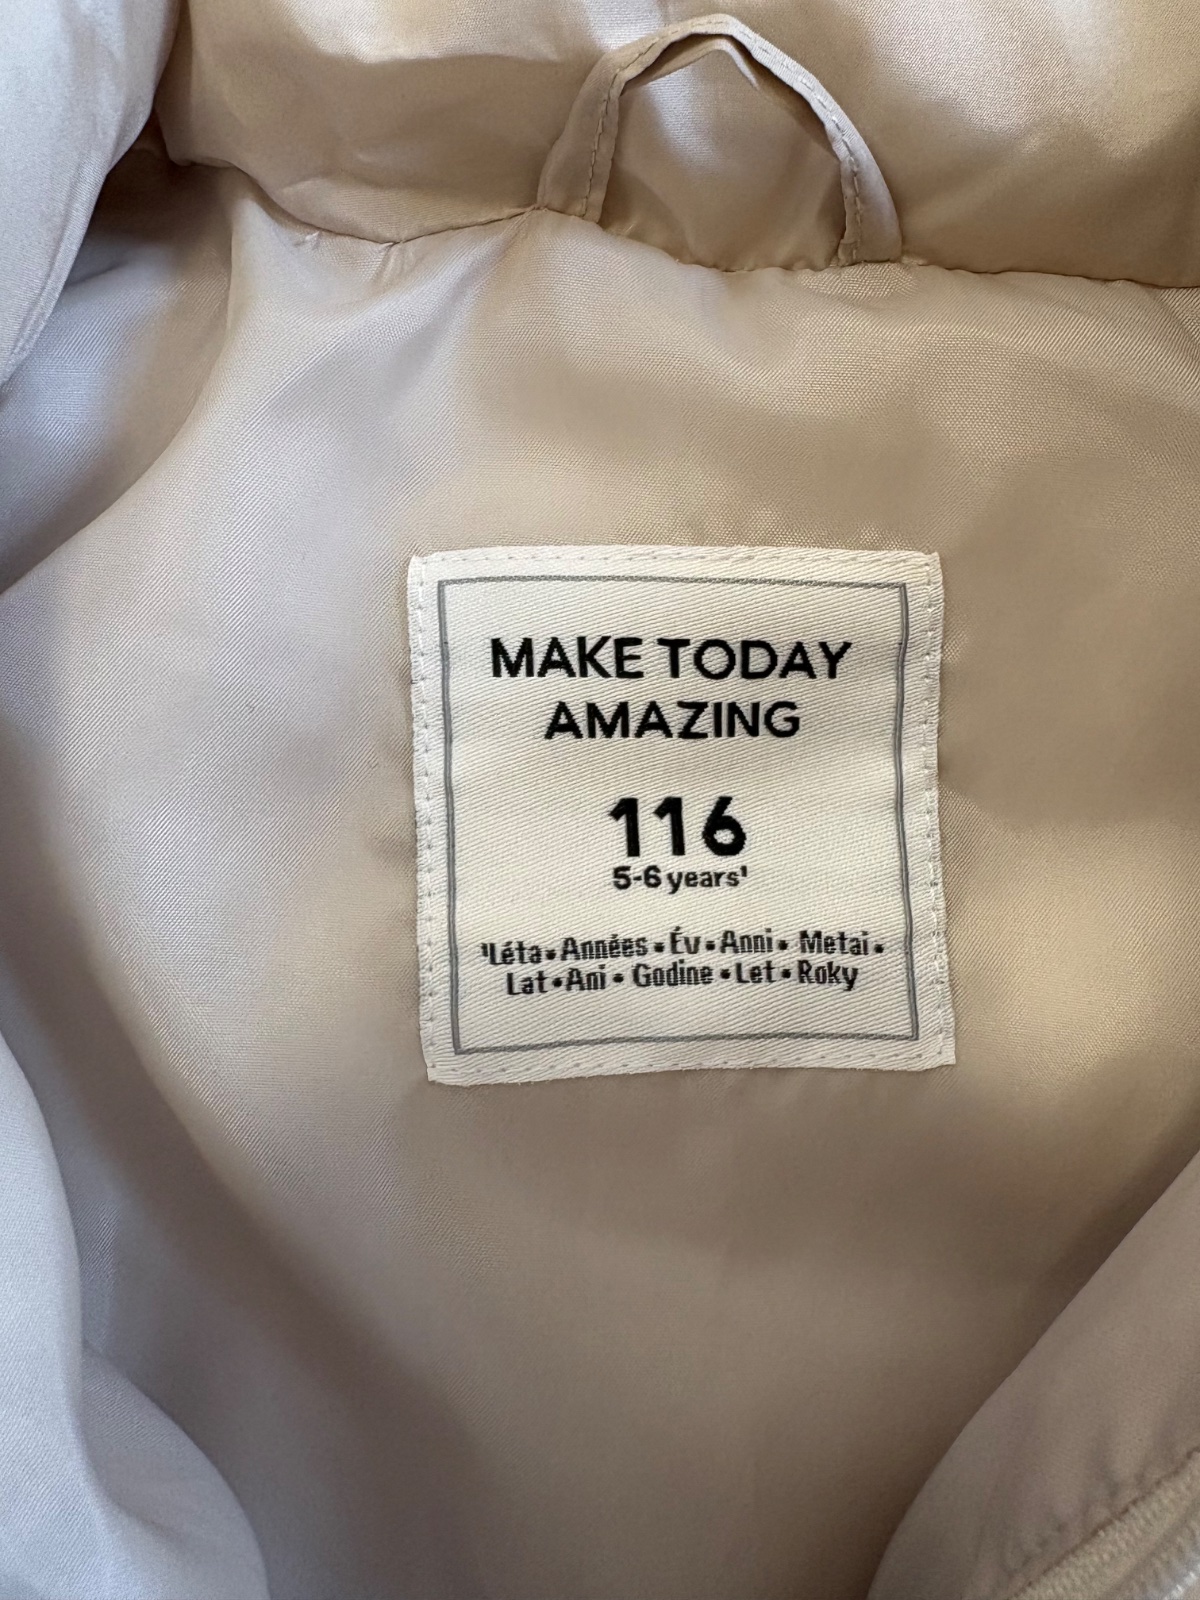 MAKE TODAY
AMAZING
116
5-6 years¹
¹Léta • Années • Év • Anni • Metai •
Lat • Ani • Godine • Let • Roky